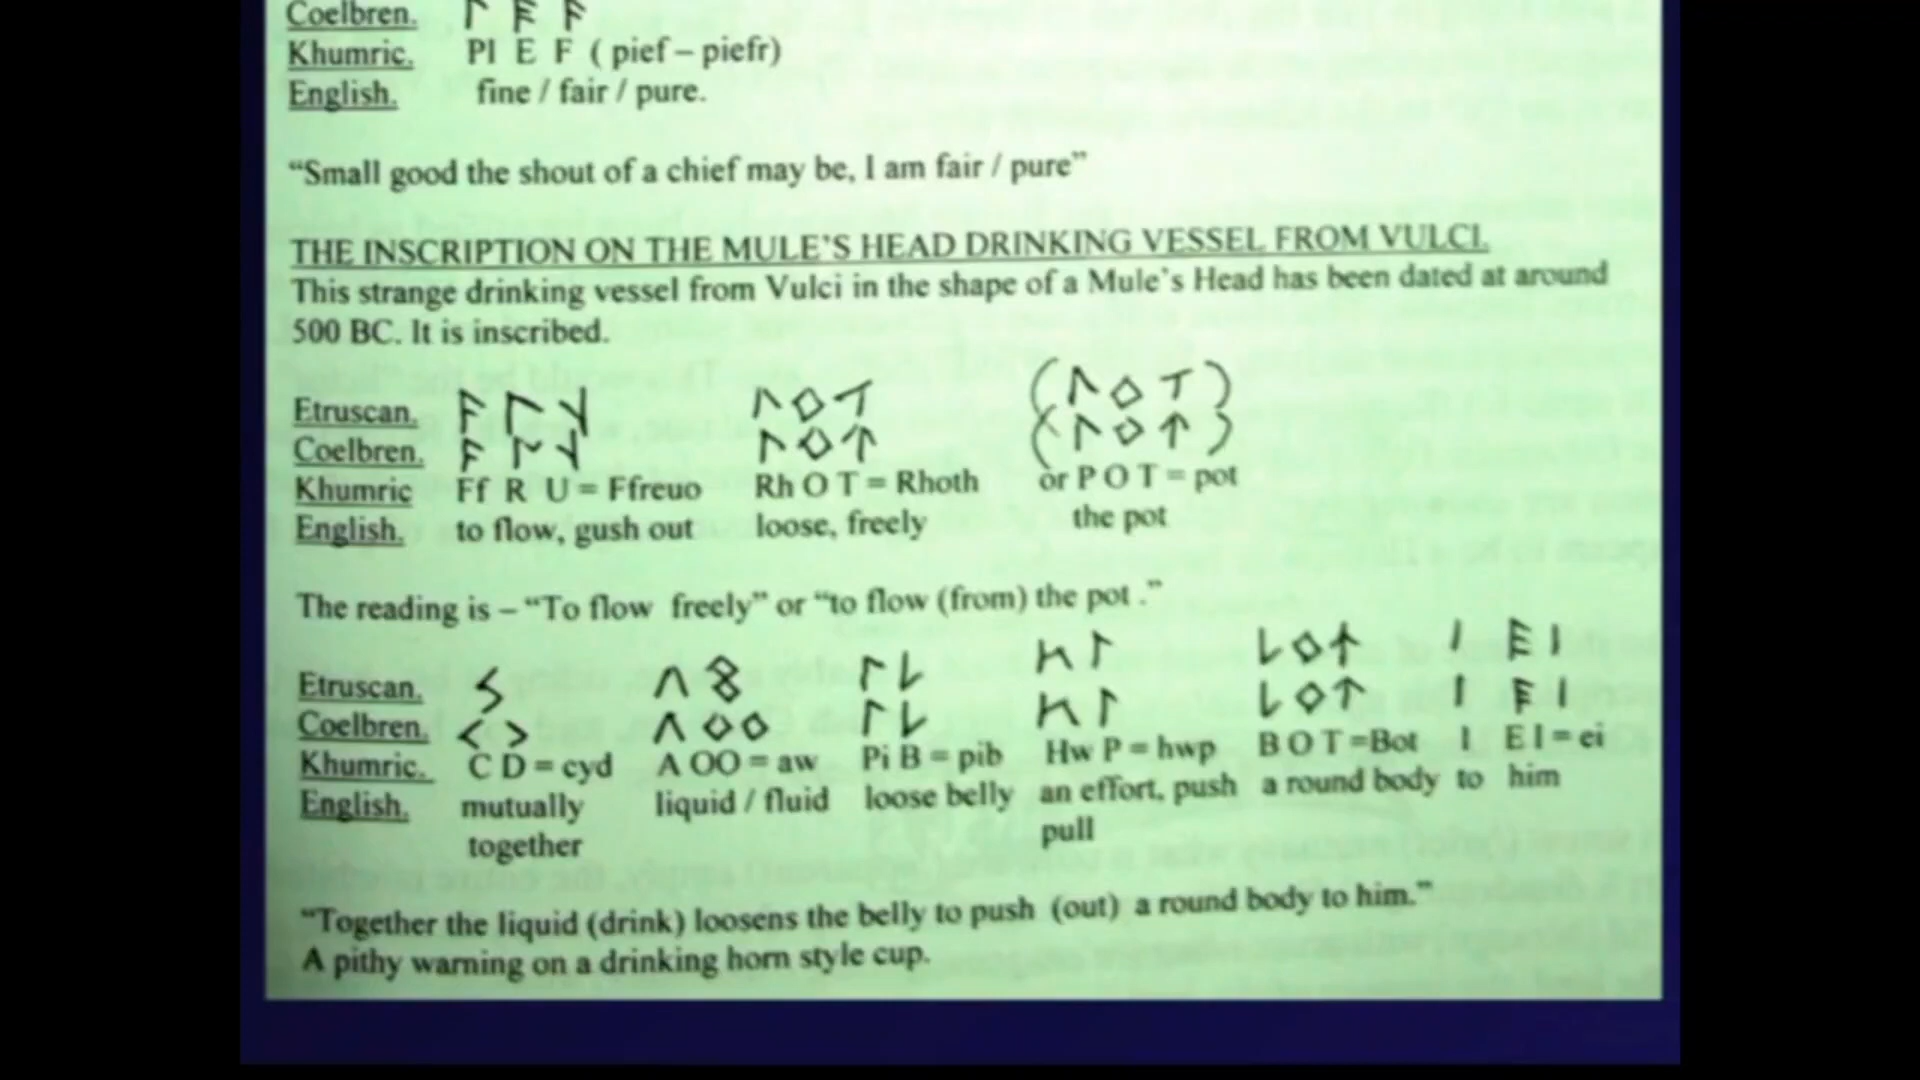 Coelbren.
Khumric. PI E F ( pief – piefr)
English. fine / fair / pure.
“Small good the shout of a chief may be, I am fair / pure”
THE INSCRIPTION ON THE MULE’S HEAD DRINKING VESSEL FROM VULCI.
This strange drinking vessel from Vulci in the shape of a Mule’s Head has been dated at around
500 BC. It is inscribed.
Etruscan.
Coelbren.
Khumric Ff R U = Ffreuo Rh O T = Rhoth or P O T = pot
English. to flow, gush out loose, freely the pot
The reading is – “To flow freely” or “to flow (from) the pot .”
Etruscan.
Coelbren.
Khumric. C D = cyd A OO = aw Pi B = pib Hw P = hwp B O T =Bot I E I = ei
English. mutually liquid / fluid loose belly an effort, push a round body to him
together pull
“Together the liquid (drink) loosens the belly to push (out) a round body to him.”
A pithy warning on a drinking horn style cup.